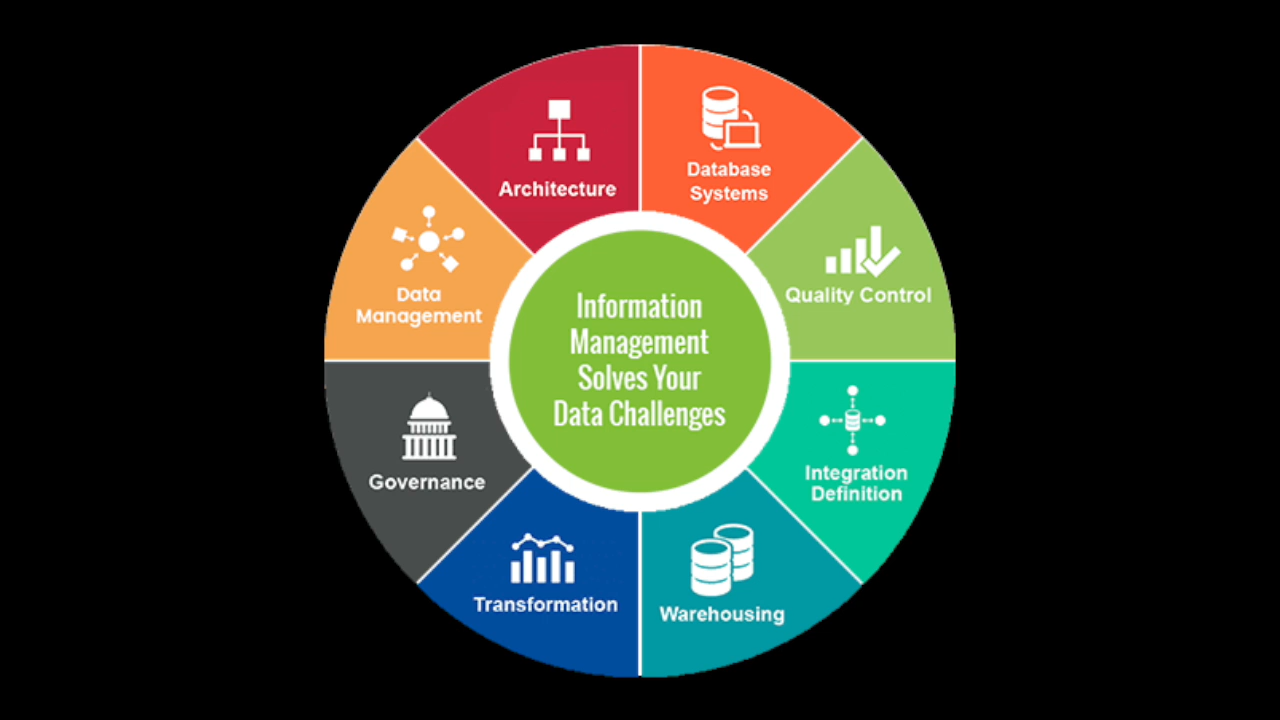 Architecture
Database
Systems
Data
Management
Quality Control
Information
Management
Solves Your
Data Challenges
Governance
Integration
Definition
Transformation
Warehousing